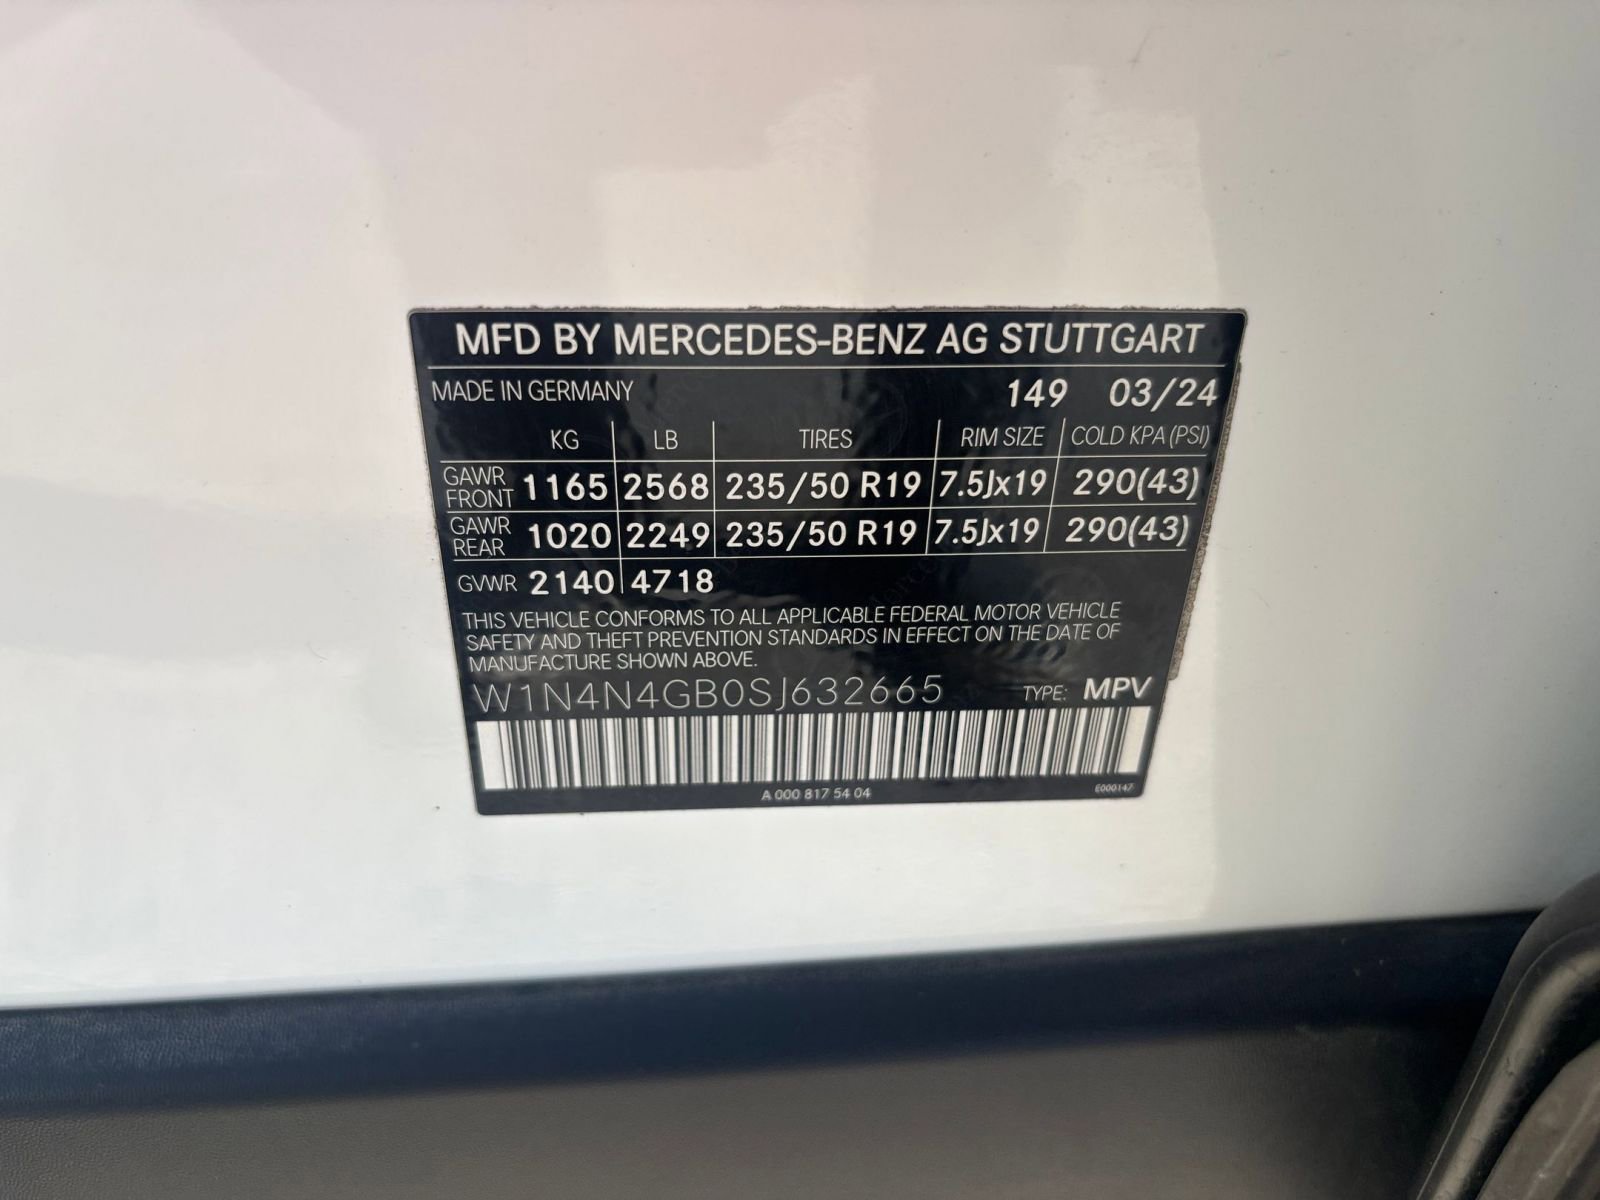 MFD BY MERCEDES-BENZ AG STUTTGART
MADE IN GERMANY 149 03/24
KG LB TIRES RIM SIZE COLD KPA (PSI)
GAWR FRONT 1165 2568 235/50 R19 7.5Jx19 290(43)
GAWR REAR 1020 2249 235/50 R19 7.5Jx19 290(43)
GVWR 2140 4718
THIS VEHICLE CONFORMS TO ALL APPLICABLE FEDERAL MOTOR VEHICLE
SAFETY AND THEFT PREVENTION STANDARDS IN EFFECT ON THE DATE OF
MANUFACTURE SHOWN ABOVE.
W1N4N4GB0SJ632665 TYPE: MPV
A 000 817 54 04 E000147